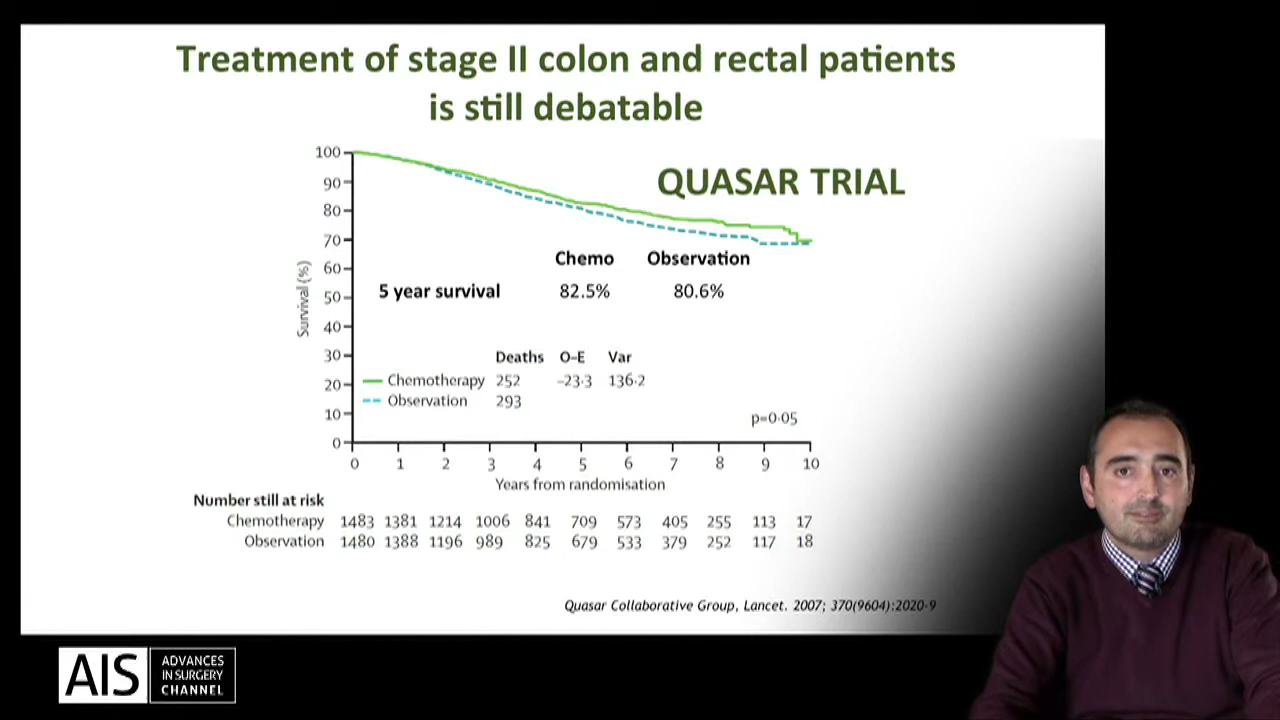 Treatment of stage II colon and rectal patients
is still debatable
QUASAR TRIAL
100
90
80
70
60
50
40
30
20
10
0
Survival (%)
Chemo Observation
5 year survival 82.5% 80.6%
Deaths O–E Var
Chemotherapy 252 –23·3 136·2
Observation 293
p=0·05
0 1 2 3 4 5 6 7 8 9 10
Years from randomisation
Number still at risk
Chemotherapy 1483 1381 1214 1006 841 709 573 405 255 113 17
Observation 1480 1388 1196 989 825 679 533 379 252 117 18
Quasar Collaborative Group, Lancet. 2007; 370(9604):2020-9
AIS ADVANCES
IN SURGERY
CHANNEL